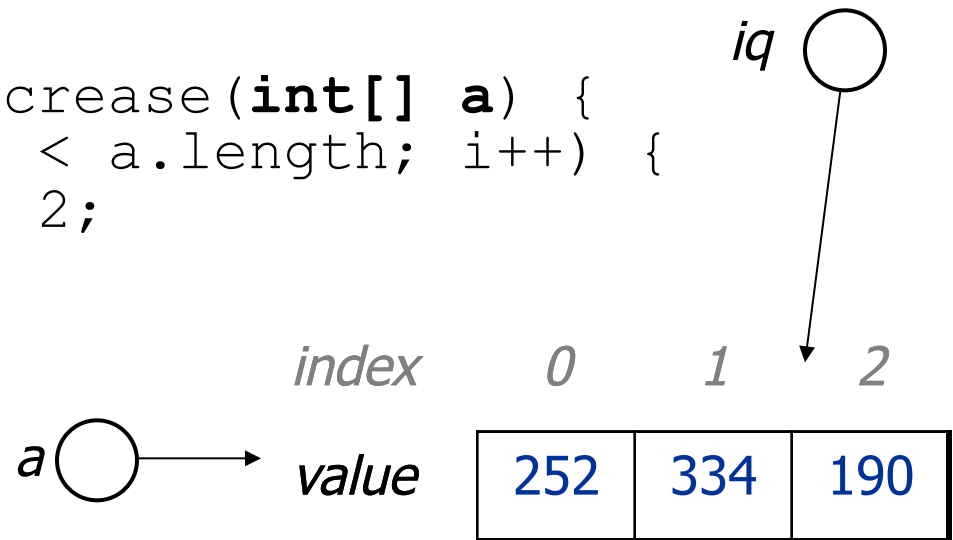 iq
crease(int[] a) {
< a.length; i++) {
2;
index 0 1 2
a value 252 334 190